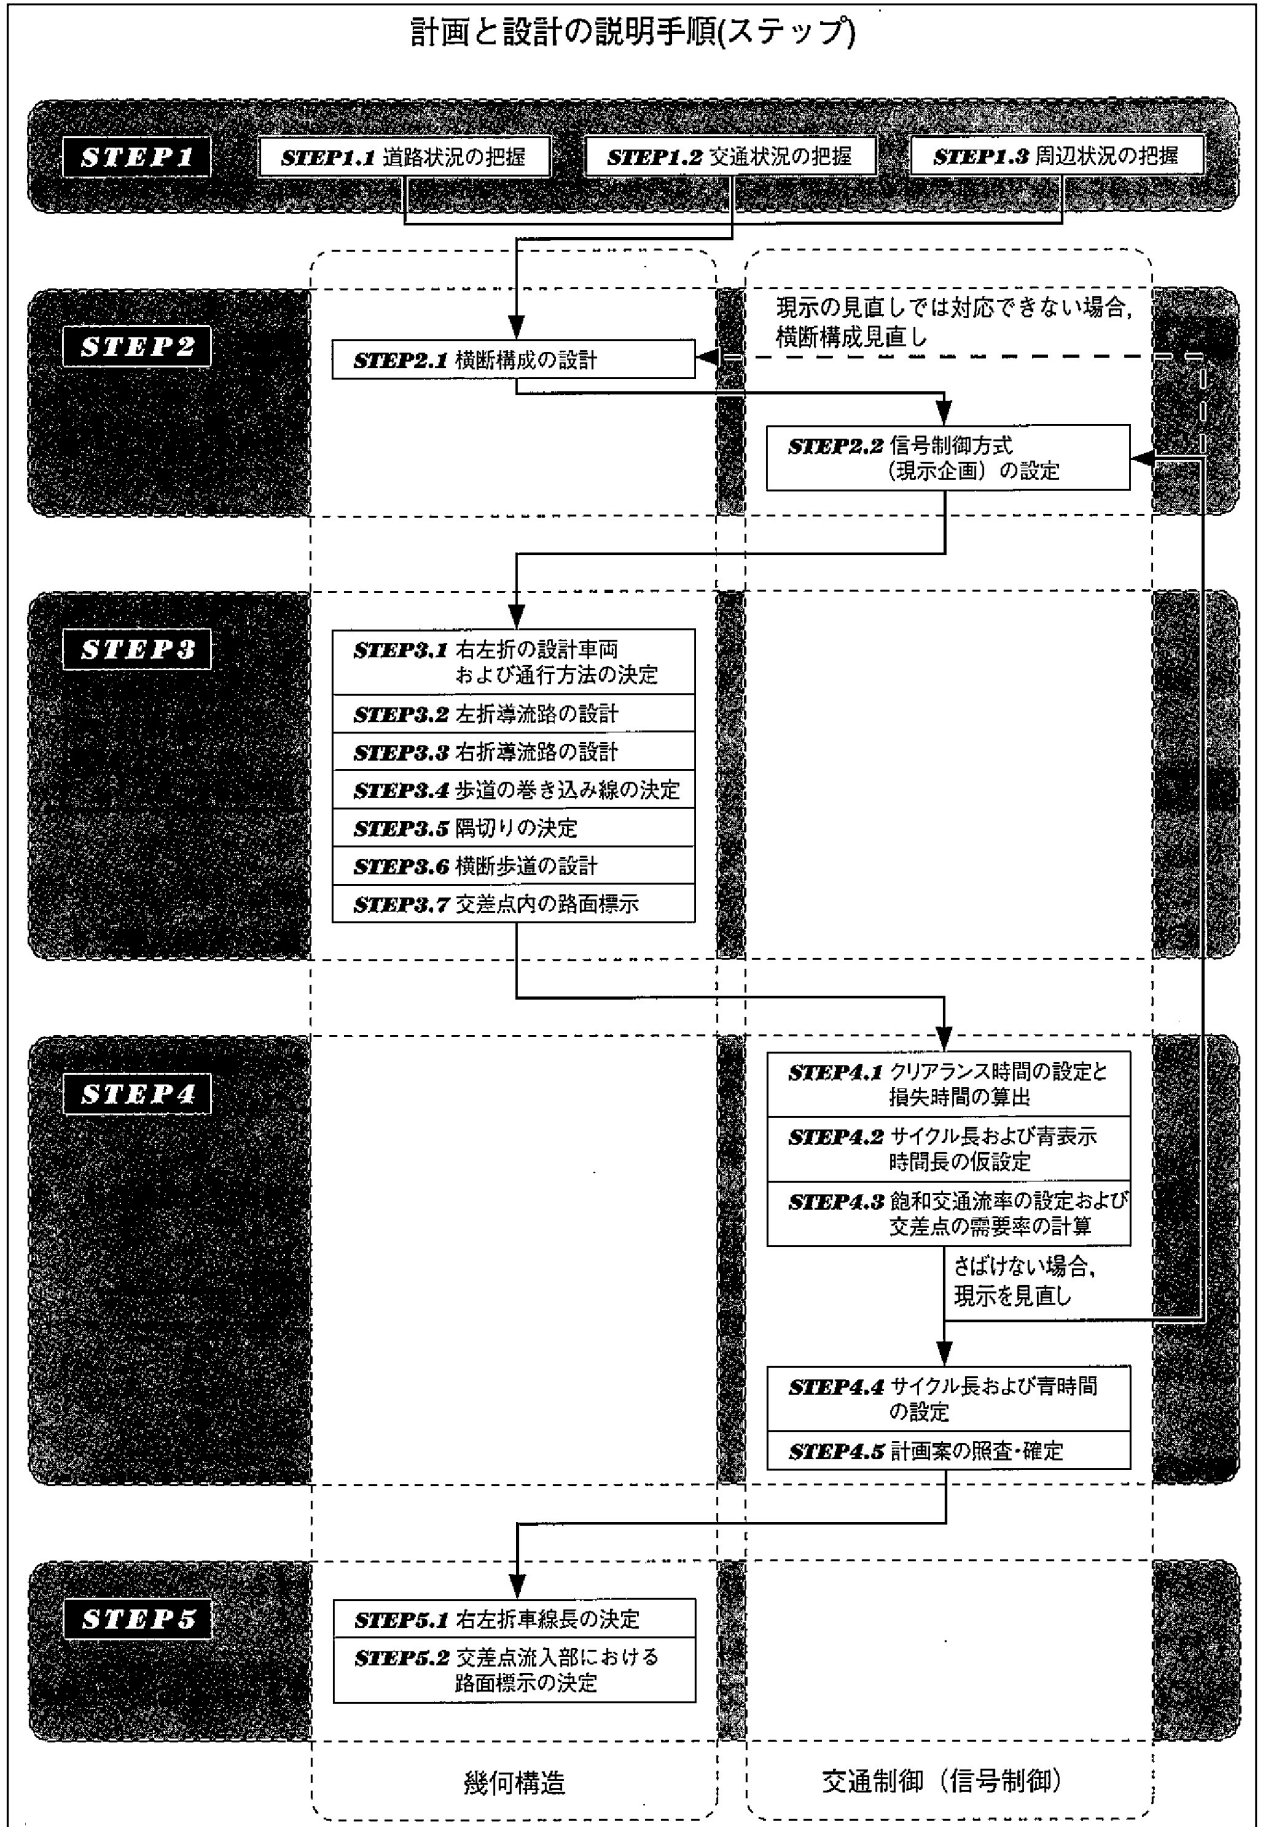 計画と設計の説明手順(ステップ)
STEP1
STEP1.1 道路状況の把握
STEP1.2 交通状況の把握
STEP1.3 周辺状況の把握
STEP2
現示の見直しでは対応できない場合,
横断構成見直し
STEP2.1 横断構成の設計
STEP2.2 信号制御方式
(現示企画)の設定
STEP3
STEP3.1 右左折の設計車両
および通行方法の決定
STEP3.2 左折導流路の設計
STEP3.3 右折導流路の設計
STEP3.4 歩道の巻き込み線の決定
STEP3.5 隅切りの決定
STEP3.6 横断歩道の設計
STEP3.7 交差点内の路面標示
STEP4
STEP4.1 クリアランス時間の設定と
損失時間の算出
STEP4.2 サイクル長および青表示
時間長の仮設定
STEP4.3 飽和交通流率の設定および
交差点の需要率の計算
さばけない場合,
現示を見直し
STEP4.4 サイクル長および青時間
の設定
STEP4.5 計画案の照査・確定
STEP5
STEP5.1 右左折車線長の決定
STEP5.2 交差点流入部における
路面標示の決定
幾何構造
交通制御(信号制御)